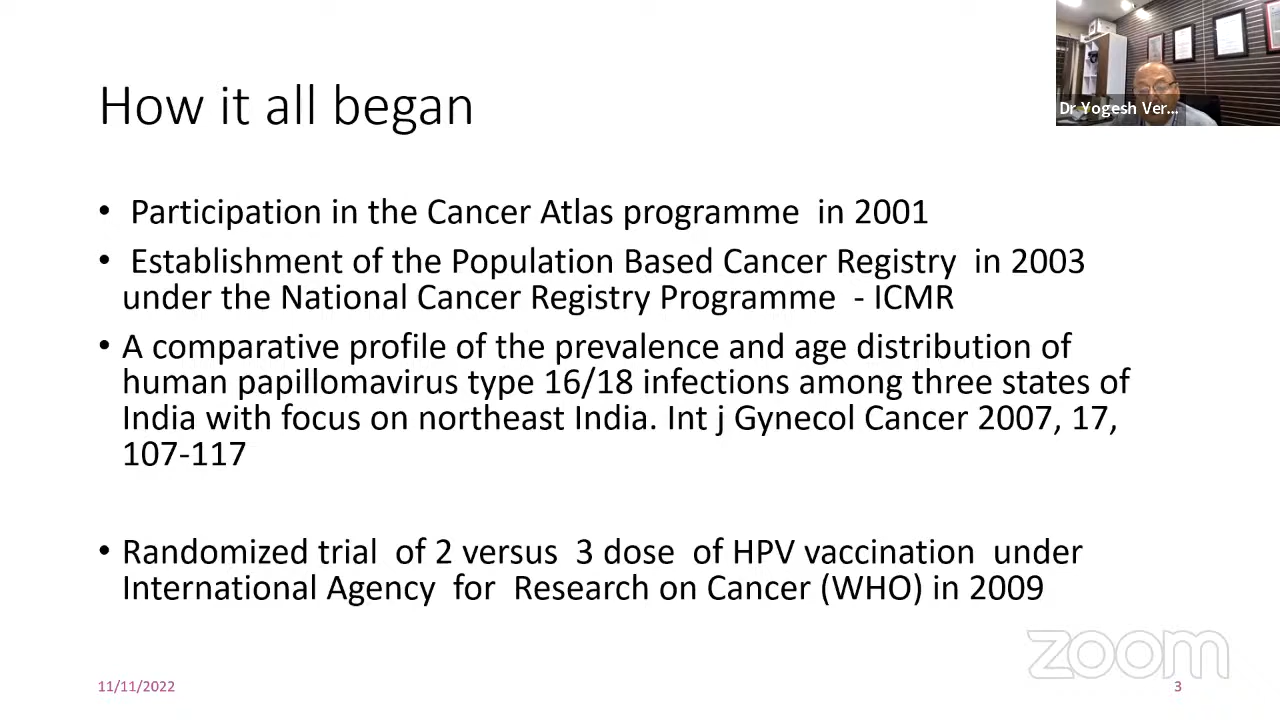 How it all began
Dr Yogesh Ver...
• Participation in the Cancer Atlas programme in 2001
• Establishment of the Population Based Cancer Registry in 2003
under the National Cancer Registry Programme - ICMR
• A comparative profile of the prevalence and age distribution of
human papillomavirus type 16/18 infections among three states of
India with focus on northeast India. Int j Gynecol Cancer 2007, 17,
107-117
• Randomized trial of 2 versus 3 dose of HPV vaccination under
International Agency for Research on Cancer (WHO) in 2009
zoom
11/11/2022
3